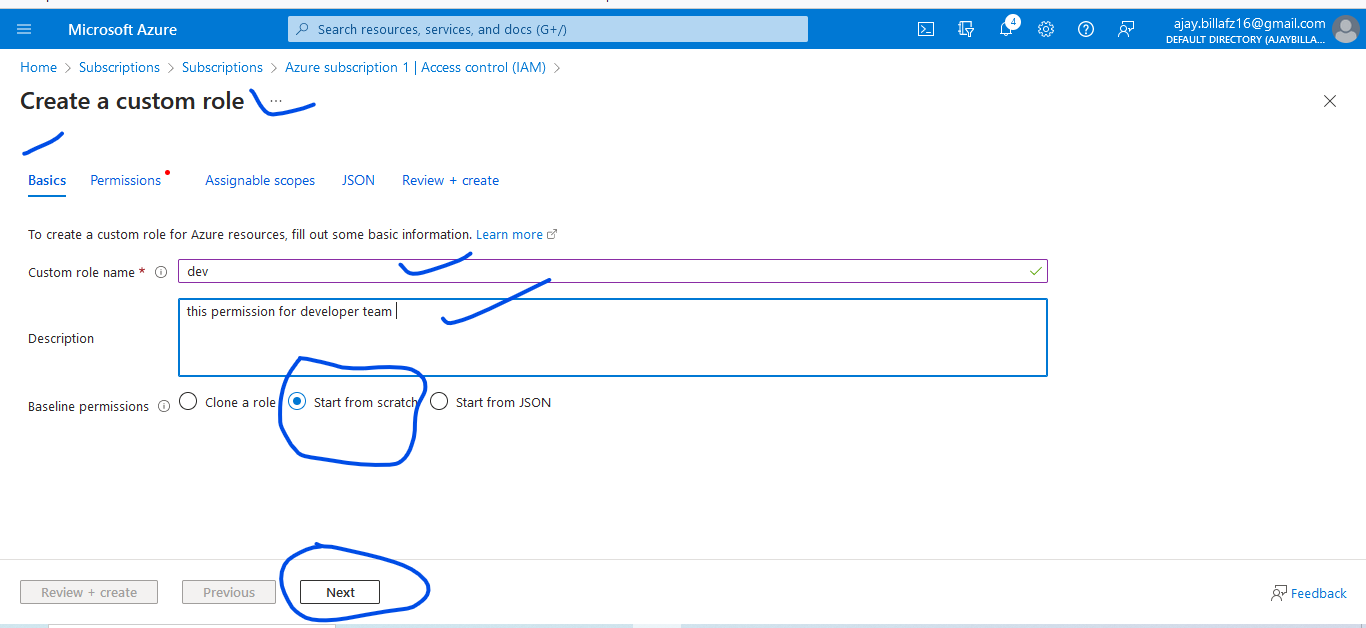 Microsoft Azure
Search resources, services, and docs (G+/)
4
ajay.billafz16@gmail.com
DEFAULT DIRECTORY (AJAYBILLA...
Home > Subscriptions > Subscriptions > Azure subscription 1 | Access control (IAM) >
Create a custom role ...
Basics Permissions Assignable scopes JSON Review + create
To create a custom role for Azure resources, fill out some basic information. Learn more
Custom role name * dev
this permission for developer team
Description
Baseline permissions Clone a role Start from scratch Start from JSON
Review + create Previous Next Feedback